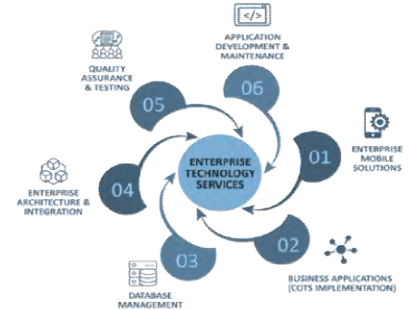 ENTERPRISE
TECHNOLOGY
SERVICES
01
ENTERPRISE
MOBILE
SOLUTIONS
02
BUSINESS APPLICATIONS
(COTS IMPLEMENTATION)
03
DATABASE
MANAGEMENT
04
ENTERPRISE
ARCHITECTURE &
INTEGRATION
05
QUALITY
ASSURANCE
& TESTING
06
APPLICATION
DEVELOPMENT &
MAINTENANCE